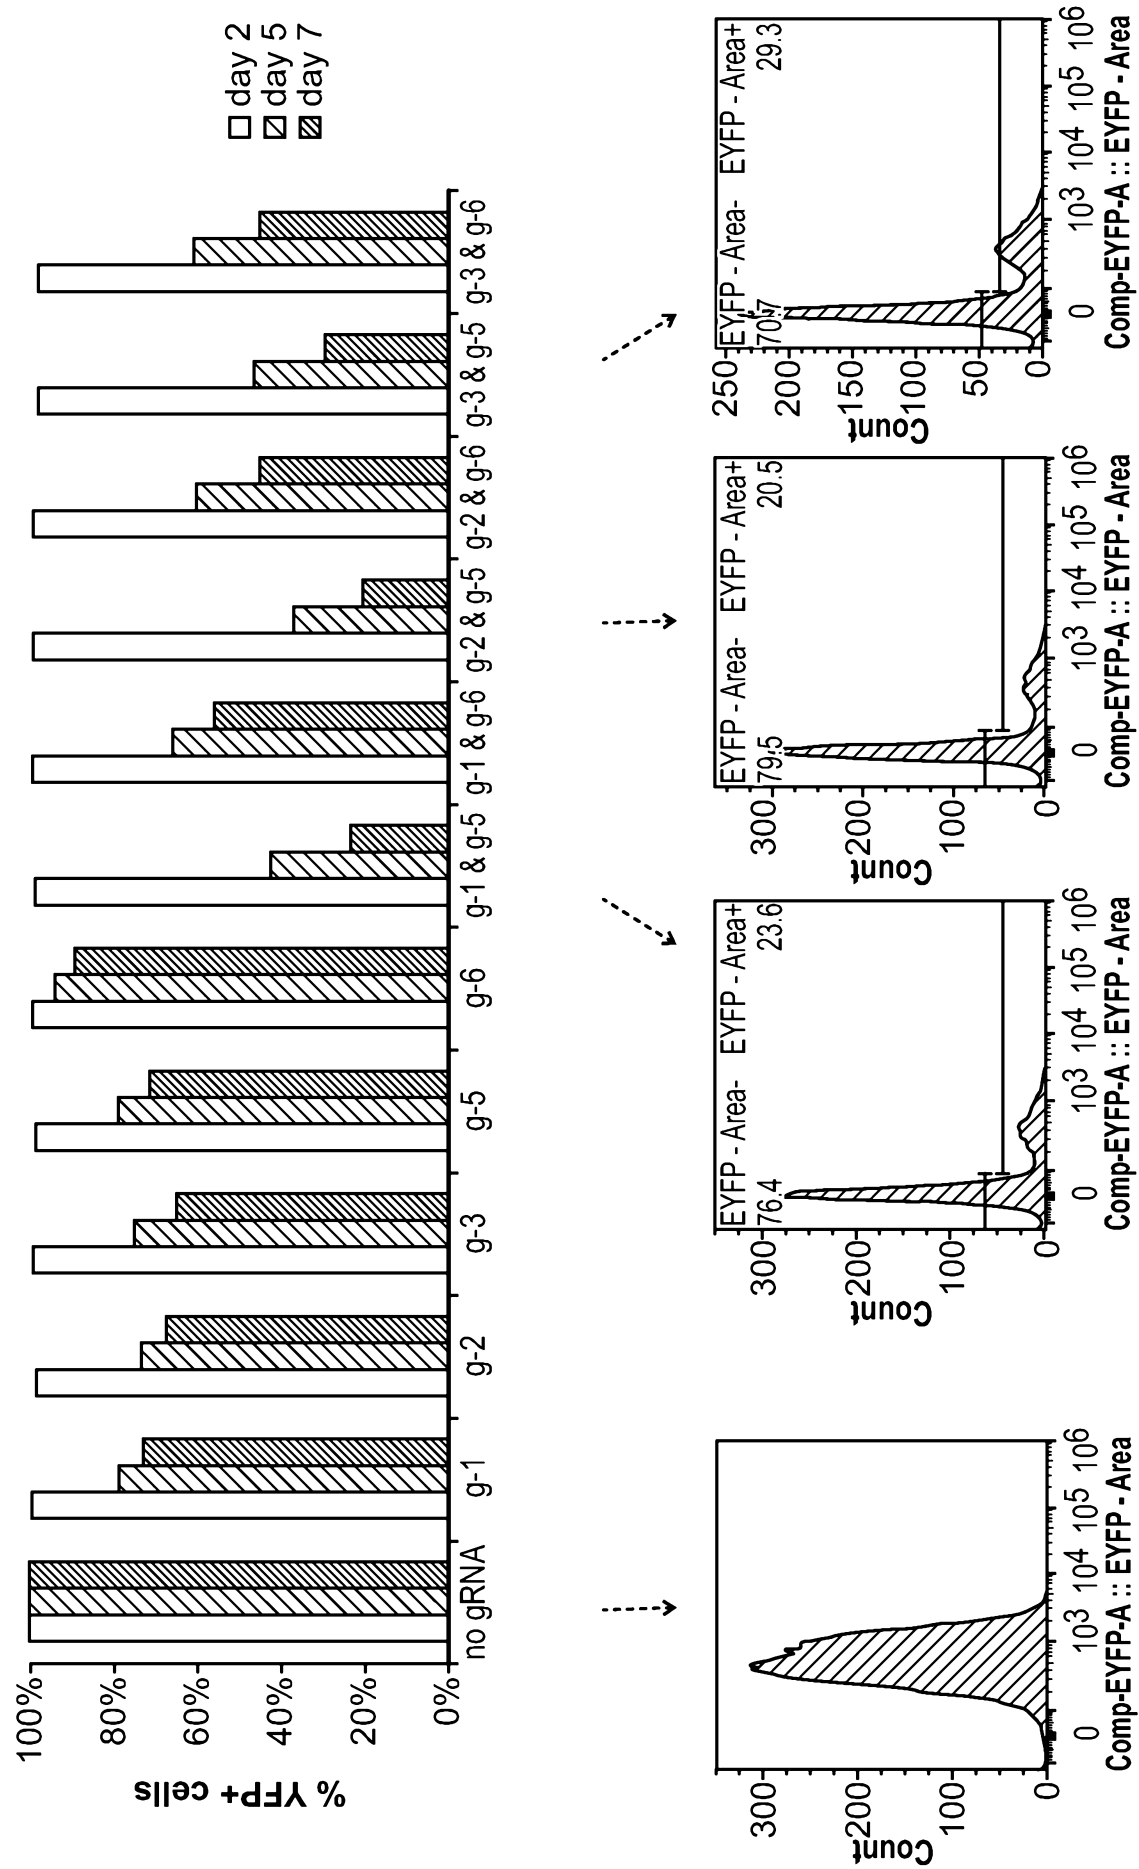 day 2
day 5
day 7
% YFP+ cells
100%
80%
60%
40%
20%
0%
no gRNA
g-1
g-2
g-3
g-5
g-6
g-1 & g-5
g-1 & g-6
g-2 & g-5
g-2 & g-6
g-3 & g-5
g-3 & g-6
Count
300
200
100
0
0 10^3 10^4 10^5 10^6
Comp-EYFP-A :: EYFP - Area
EYFP - Area- EYFP - Area+
76.4 23.6
Count
300
200
100
0
0 10^3 10^4 10^5 10^6
Comp-EYFP-A :: EYFP - Area
EYFP - Area- EYFP - Area+
79.5 20.5
Count
300
200
100
0
0 10^3 10^4 10^5 10^6
Comp-EYFP-A :: EYFP - Area
EYFP - Area- EYFP - Area+
70.7 29.3
Count
250
200
150
100
50
0
0 10^3 10^4 10^5 10^6
Comp-EYFP-A :: EYFP - Area